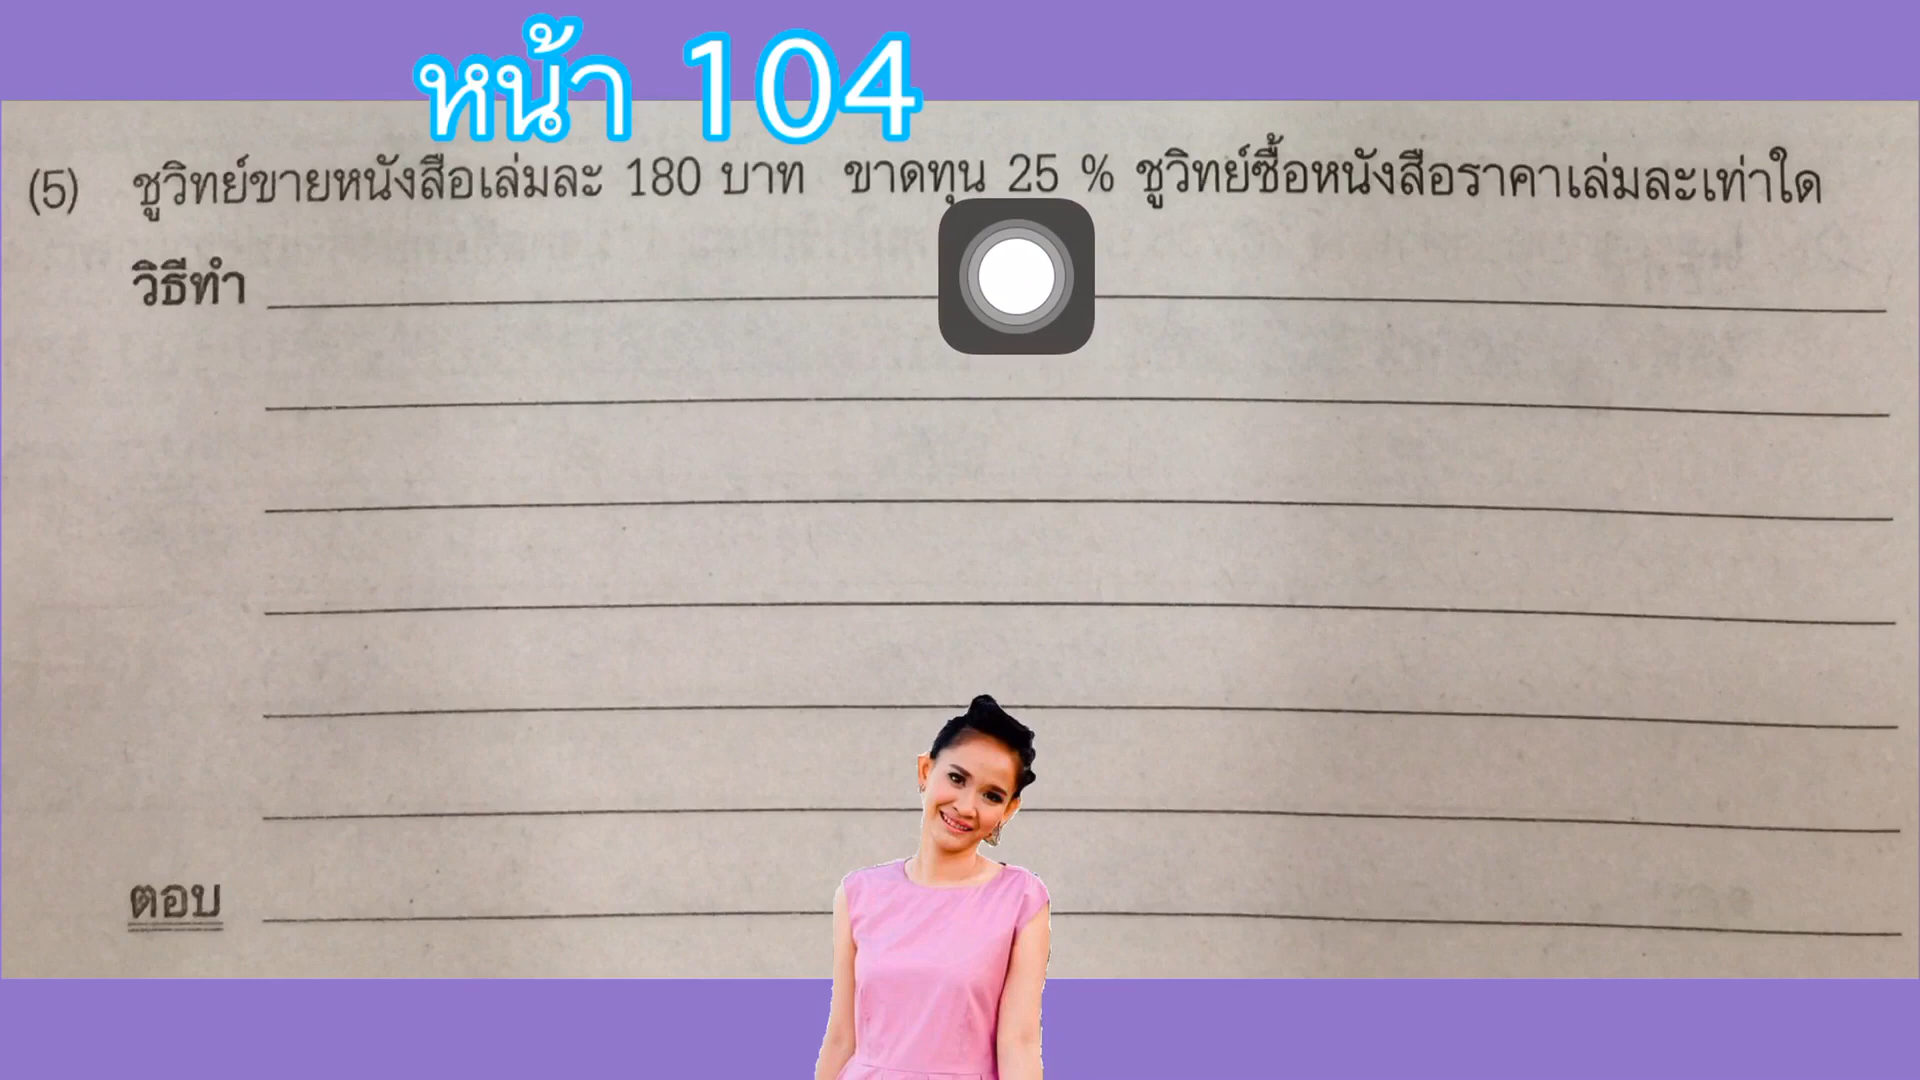 หน้า 104
(5) ชูวิทย์ขายหนังสือเล่มละ 180 บาท ขาดทุน 25 % ชูวิทย์ซื้อหนังสือราคาเล่มละเท่าใด
วิธีทำ
ตอบ